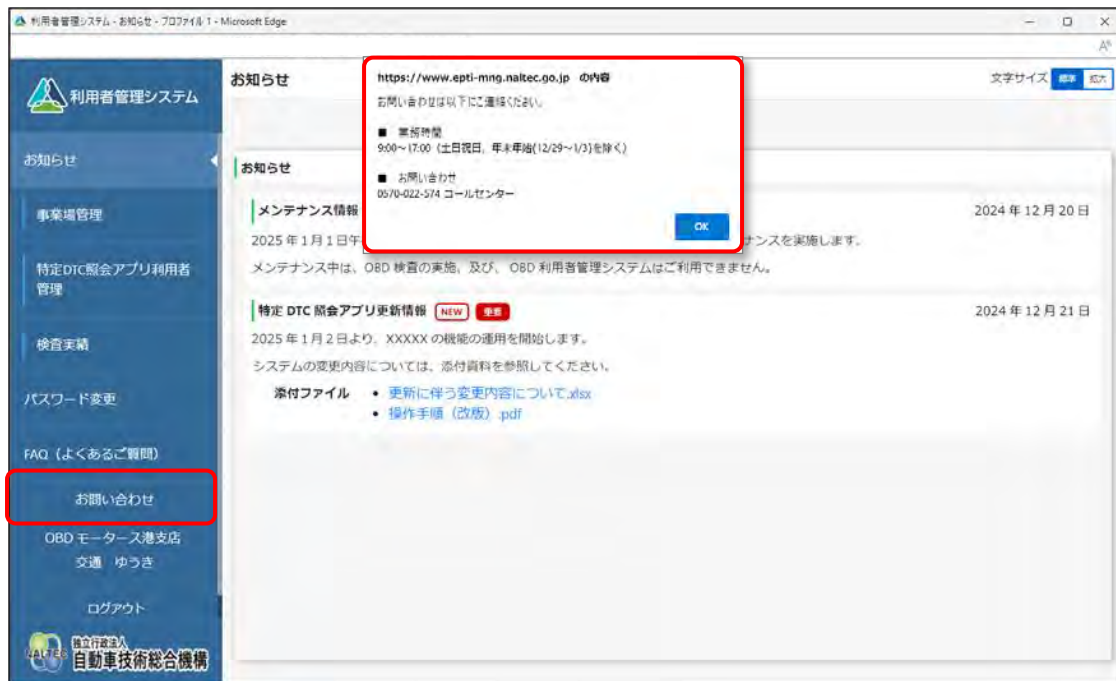 利用者管理システム - お知らせ - プロファイル 1 - Microsoft Edge
利用者管理システム
お知らせ
事業場管理
特定DTC照会アプリ利用者
管理
検査実績
パスワード変更
FAQ（よくあるご質問）
お問い合わせ
OBD モータース港支店
交通　ゆうき
ログアウト
NALTEC 独立行政法人
自動車技術総合機構
お知らせ
文字サイズ 標準 拡大
https://www.epti-mng.naltec.go.jp の内容
お問い合わせは以下にご連絡ください。
■ 業務時間
9:00～17:00（土日祝日、年末年始(12/29～1/3)を除く）
■ お問い合わせ
0570-022-574 コールセンター
OK
お知らせ
メンテナンス情報
2024 年 12 月 20 日
2025 年 1 月 1 日午
ナンスを実施します。
メンテナンス中は、OBD 検査の実施、及び、 OBD 利用者管理システムはご利用できません。
特定 DTC 照会アプリ更新情報 NEW 重要
2024 年 12 月 21 日
2025 年 1 月 2 日より、XXXXX の機能の運用を開始します。
システムの変更内容については、添付資料を参照してください。
添付ファイル • 更新に伴う変更内容について.xlsx
• 操作手順（改版）.pdf